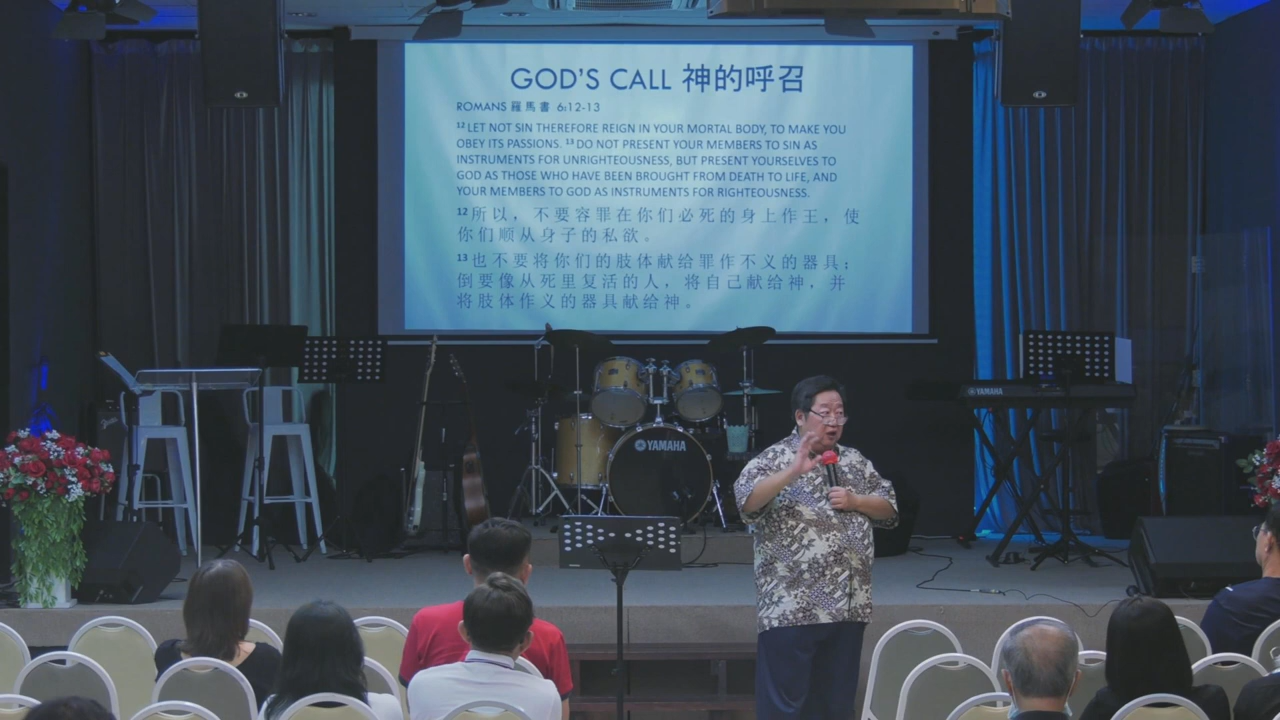 GOD'S CALL 神的呼召
ROMANS 羅馬書 6:12-13
12 LET NOT SIN THEREFORE REIGN IN YOUR MORTAL BODY, TO MAKE YOU
OBEY ITS PASSIONS. 13 DO NOT PRESENT YOUR MEMBERS TO SIN AS
INSTRUMENTS FOR UNRIGHTEOUSNESS, BUT PRESENT YOURSELVES TO
GOD AS THOSE WHO HAVE BEEN BROUGHT FROM DEATH TO LIFE, AND
YOUR MEMBERS TO GOD AS INSTRUMENTS FOR RIGHTEOUSNESS.
12 所以，不要容罪在你们必死的身上作王，使
你们顺从身子的私欲。
13 也不要将你们的肢体献给罪作不义的器具；
倒要像从死里复活的人，将自己献给神，并
将肢体作义的器具献给神。
YAMAHA
YAMAHA